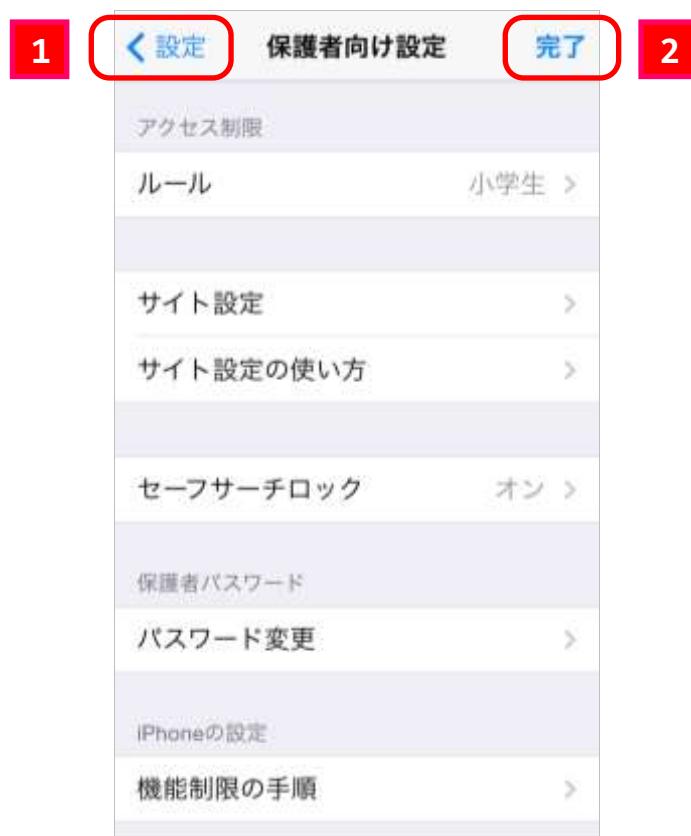 1
設定 保護者向け設定 完了
2
アクセス制限
ルール 小学生
サイト設定
サイト設定の使い方
セーフサーチロック オン
保護者パスワード
パスワード変更
iPhoneの設定
機能制限の手順